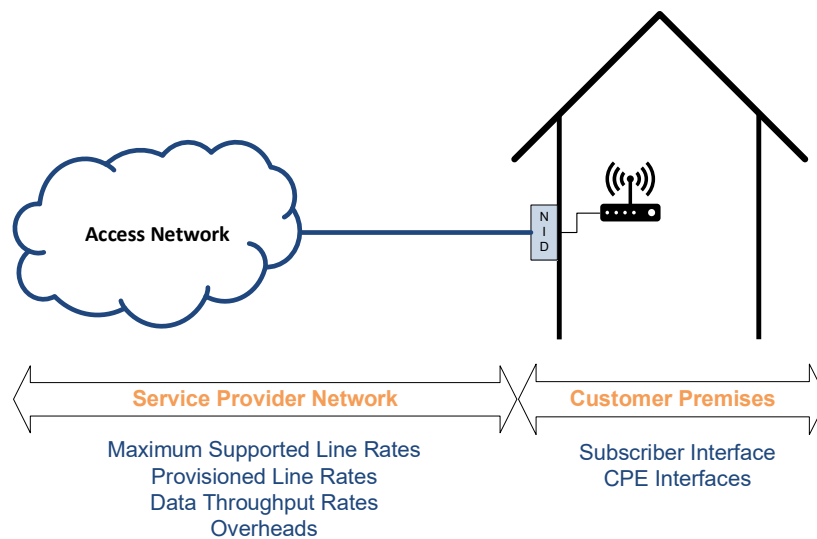 Access Network
N
I
D
Service Provider Network
Customer Premises
Maximum Supported Line Rates
Provisioned Line Rates
Data Throughput Rates
Overheads
Subscriber Interface
CPE Interfaces